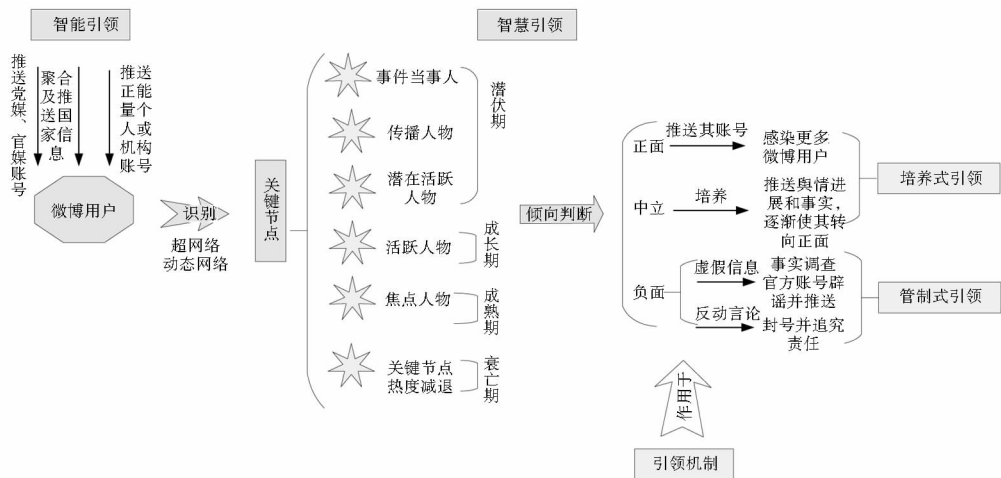 智能引领
智慧引领
推送党媒、官媒账号
聚合
及推
送国
家信
息
推送
正能
量个
人或
机构
账号
微博用户
识别
超网络
动态网络
关键节点
事件当事人
传播人物
潜在活跃
人物
潜伏期
活跃人物
成长期
焦点人物
成熟期
关键节点
热度减退
衰亡期
倾向判断
正面
推送其账号
感染更多
微博用户
中立
培养
推送舆情进
展和事实,
逐渐使其转
向正面
培养式引领
负面
虚假信息
事实调查
官方账号辟
谣并推送
反动言论
封号并追究
责任
管制式引领
作用于
引领机制